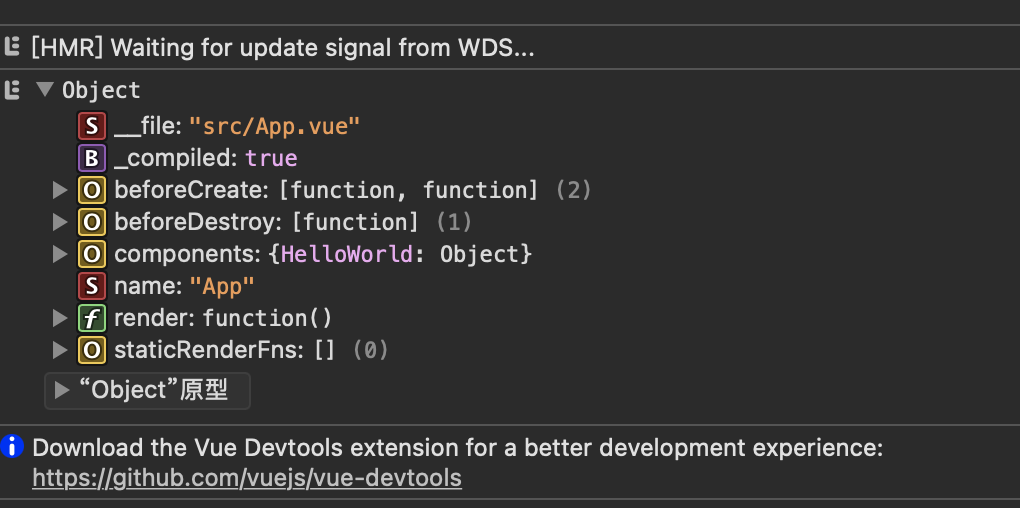 [HMR] Waiting for update signal from WDS...
Object
S __file: "src/App.vue"
B _compiled: true
O beforeCreate: [function, function] (2)
O beforeDestroy: [function] (1)
O components: {HelloWorld: Object}
S name: "App"
f render: function()
O staticRenderFns: [] (0)
“Object”原型
Download the Vue Devtools extension for a better development experience:
https://github.com/vuejs/vue-devtools